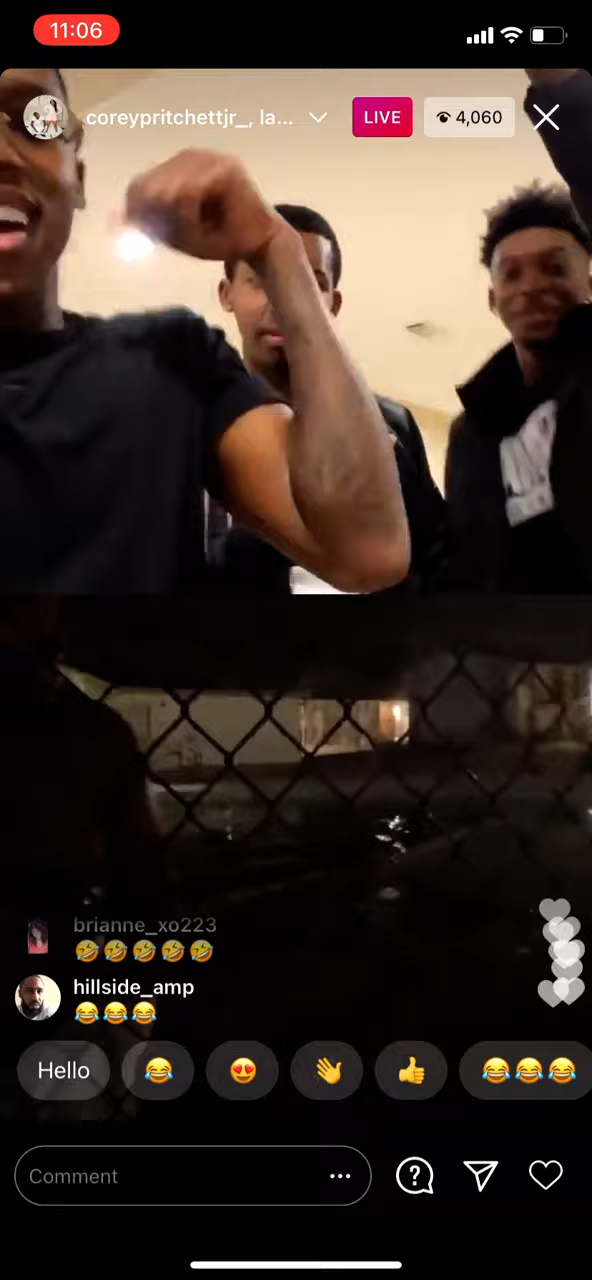 11:06
coreypritchettjr_, la...
LIVE
4,060
brianne_xo223
🤣🤣🤣🤣🤣
hillside_amp
😂😂😂
Hello 😂 😍 👋 👍 😂😂😂
Comment